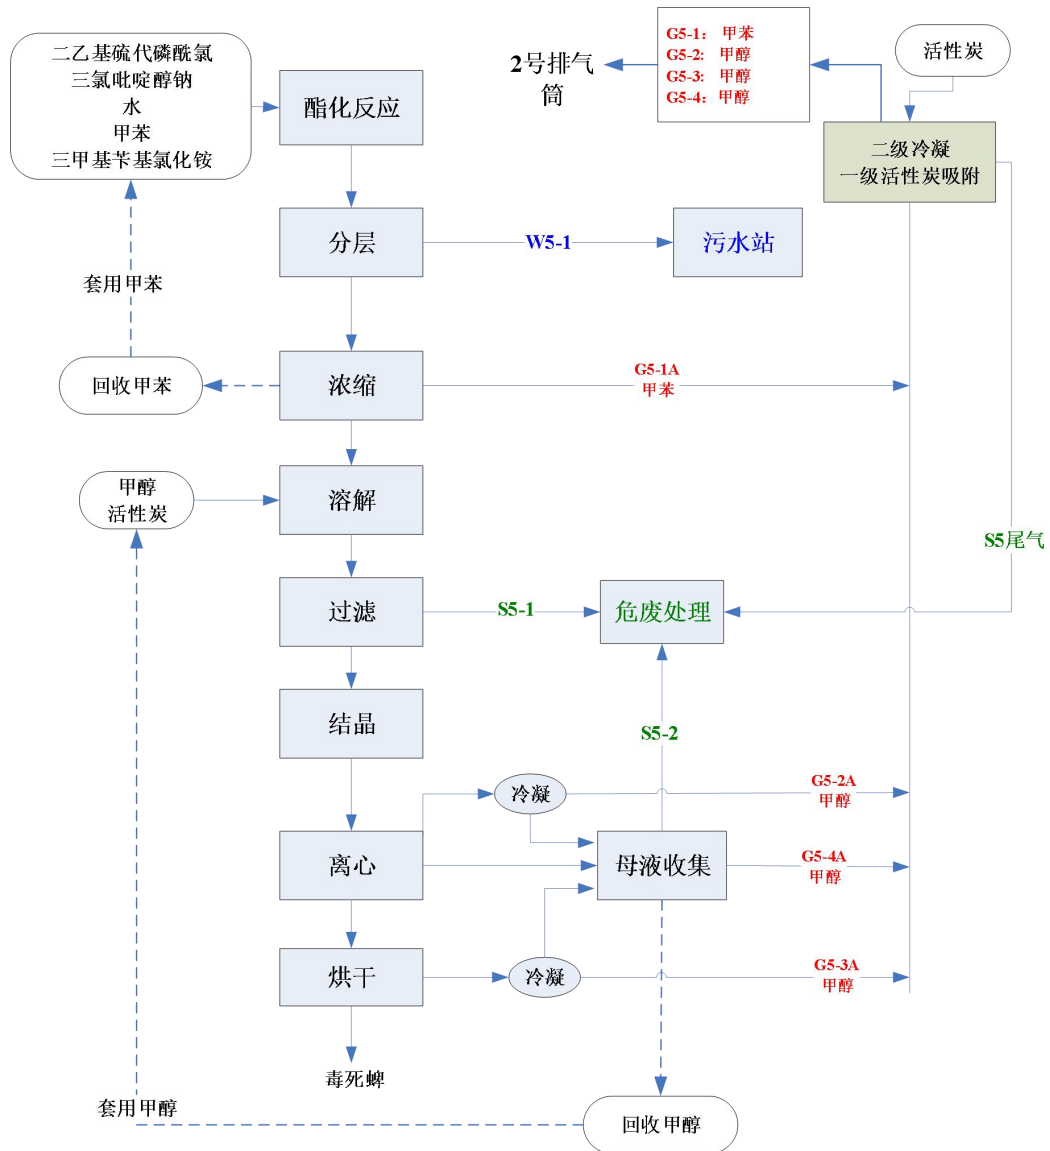 二乙基硫代磷酰氯
三氯吡啶醇钠
水
甲苯
三甲基苄基氯化铵
酯化反应
2号排气
筒
G5-1： 甲苯
G5-2: 甲醇
G5-3: 甲醇
G5-4：甲醇
活性炭
二级冷凝
一级活性炭吸附
分层
W5-1
污水站
套用甲苯
回收甲苯
浓缩
G5-1A
甲苯
甲醇
活性炭
溶解
S5尾气
过滤
S5-1
危废处理
结晶
S5-2
冷凝
G5-2A
甲醇
离心
母液收集
G5-4A
甲醇
烘干
冷凝
G5-3A
甲醇
毒死蜱
套用甲醇
回收甲醇